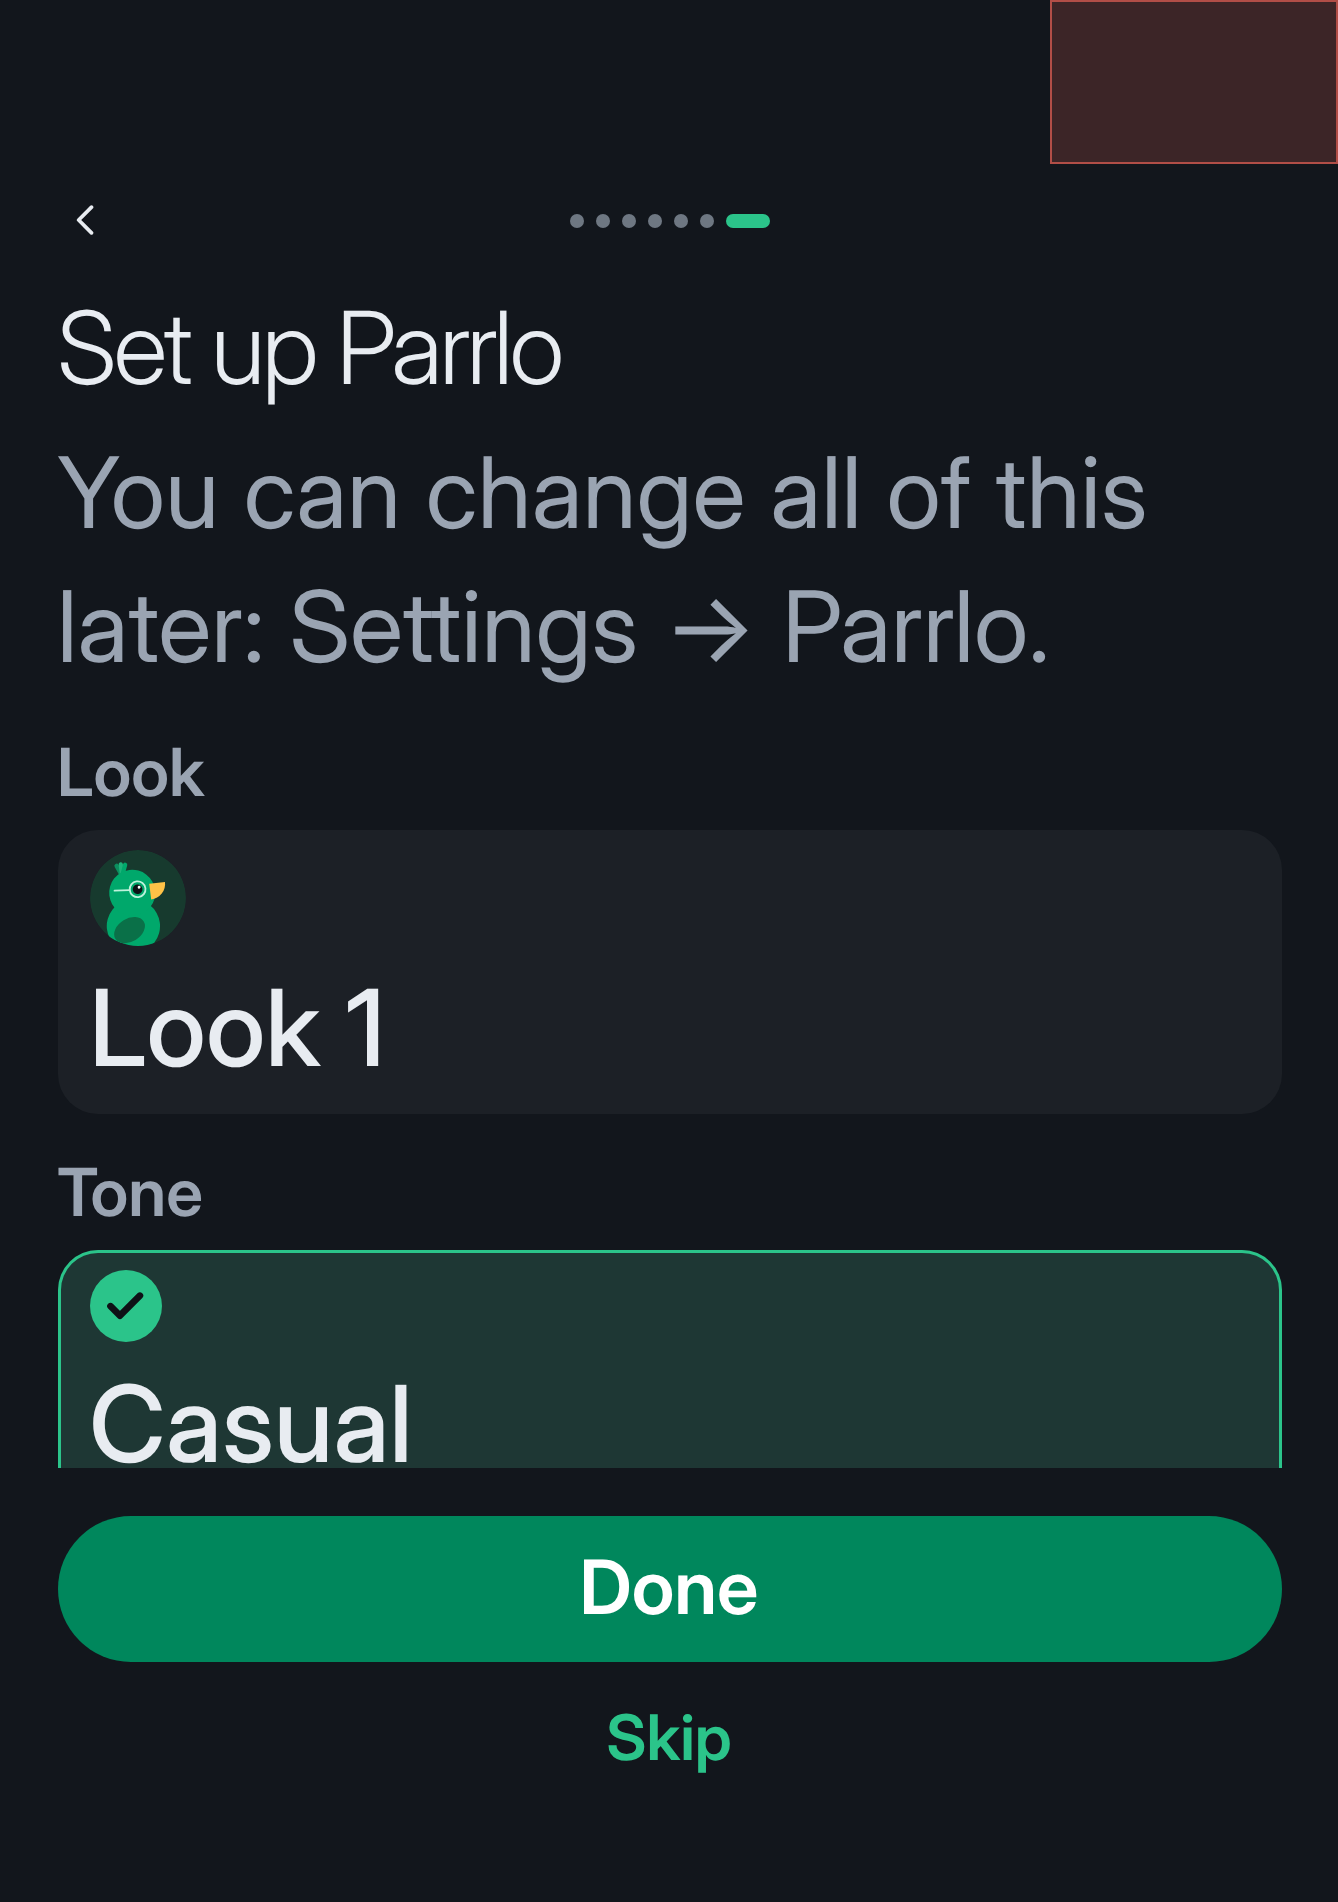 Set up Parrlo
You can change all of this
later: Settings → Parrlo.
Look
Look 1
Tone
Casual
Done
Skip